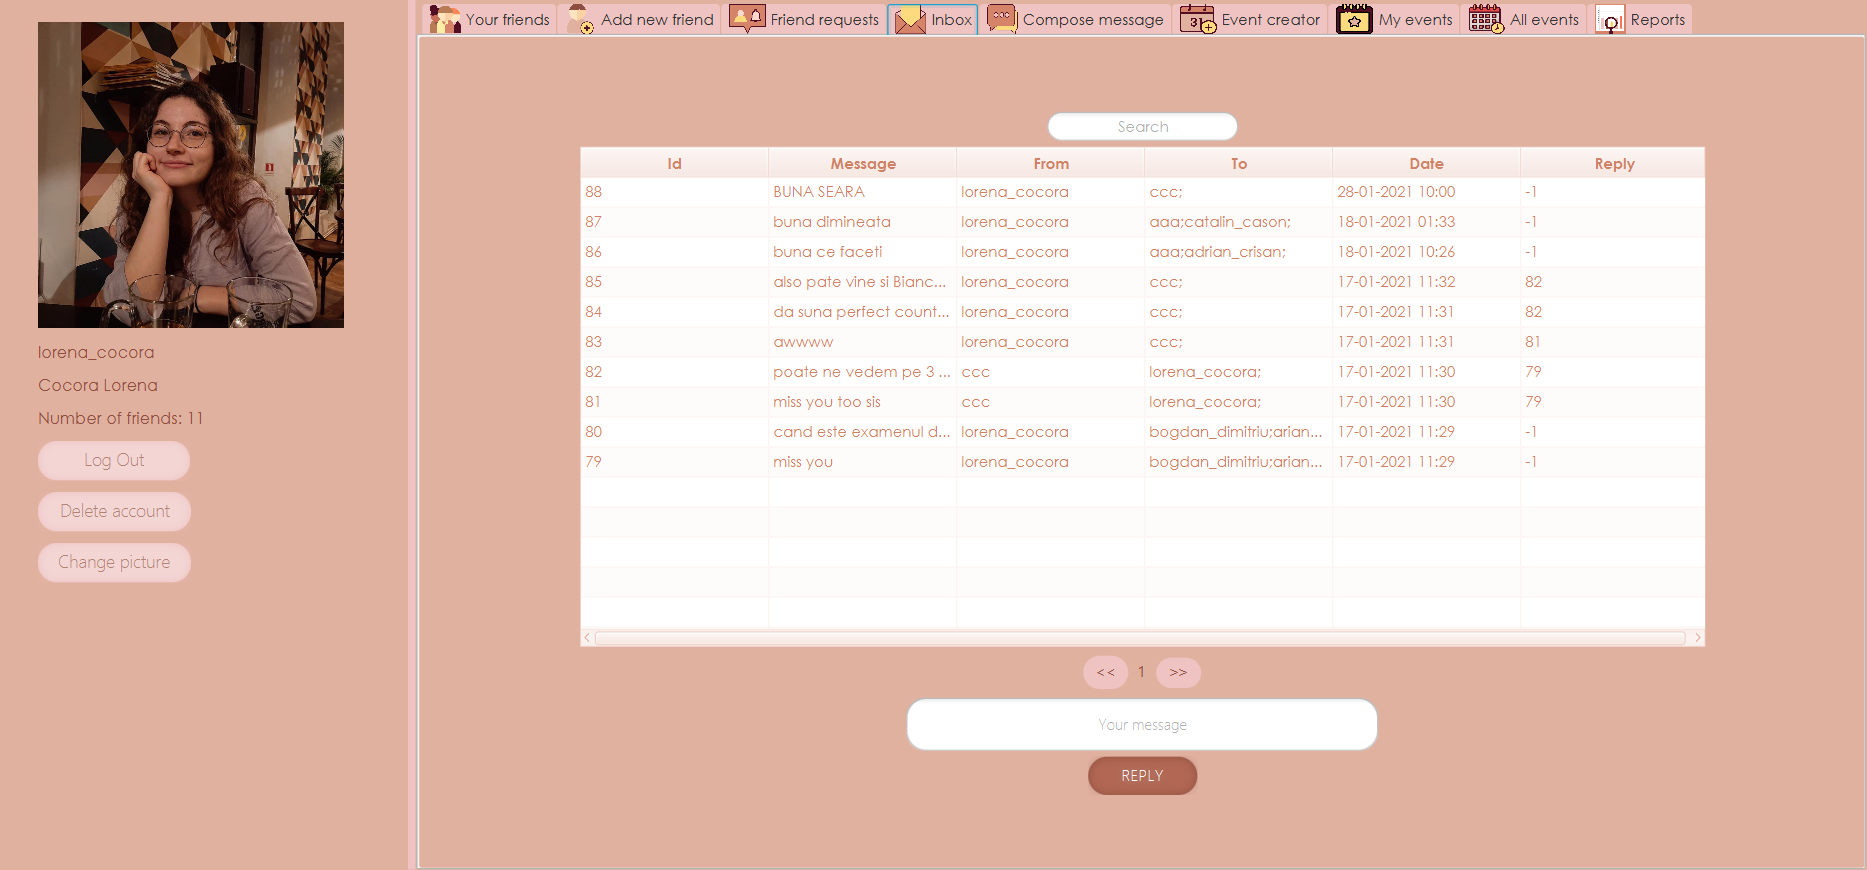 Your friends Add new friend Friend requests Inbox Compose message Event creator My events All events Reports
lorena_cocora
Cocora Lorena
Number of friends: 11
Log Out
Delete account
Change picture
Search
Id Message From To Date Reply
88 BUNA SEARA lorena_cocora ccc; 28-01-2021 10:00 -1
87 buna dimineata lorena_cocora aaa;catalin_cason; 18-01-2021 01:33 -1
86 buna ce faceti lorena_cocora aaa;adrian_crisan; 18-01-2021 10:26 -1
85 also pate vine si Bianc... lorena_cocora ccc; 17-01-2021 11:32 82
84 da suna perfect count... lorena_cocora ccc; 17-01-2021 11:31 82
83 awwww lorena_cocora ccc; 17-01-2021 11:31 81
82 poate ne vedem pe 3 ... ccc lorena_cocora; 17-01-2021 11:30 79
81 miss you too sis ccc lorena_cocora; 17-01-2021 11:30 79
80 cand este examenul d... lorena_cocora bogdan_dimitriu;arian... 17-01-2021 11:29 -1
79 miss you lorena_cocora bogdan_dimitriu;arian... 17-01-2021 11:29 -1
<< 1 >>
Your message
REPLY